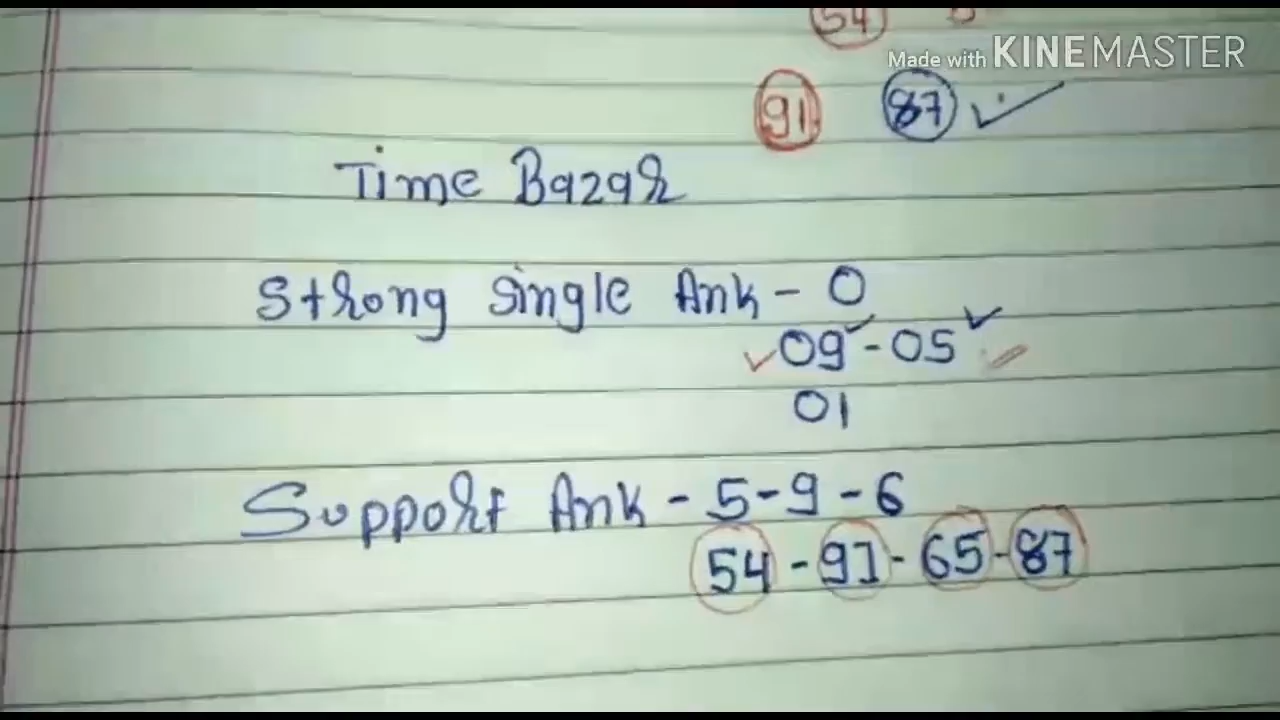 54
Made with KINEMASTER
91 87
Time Bazar
Strong single Ank - 0
09 - 05
01
Support Ank - 5-9-6
54 - 91 - 65 - 87